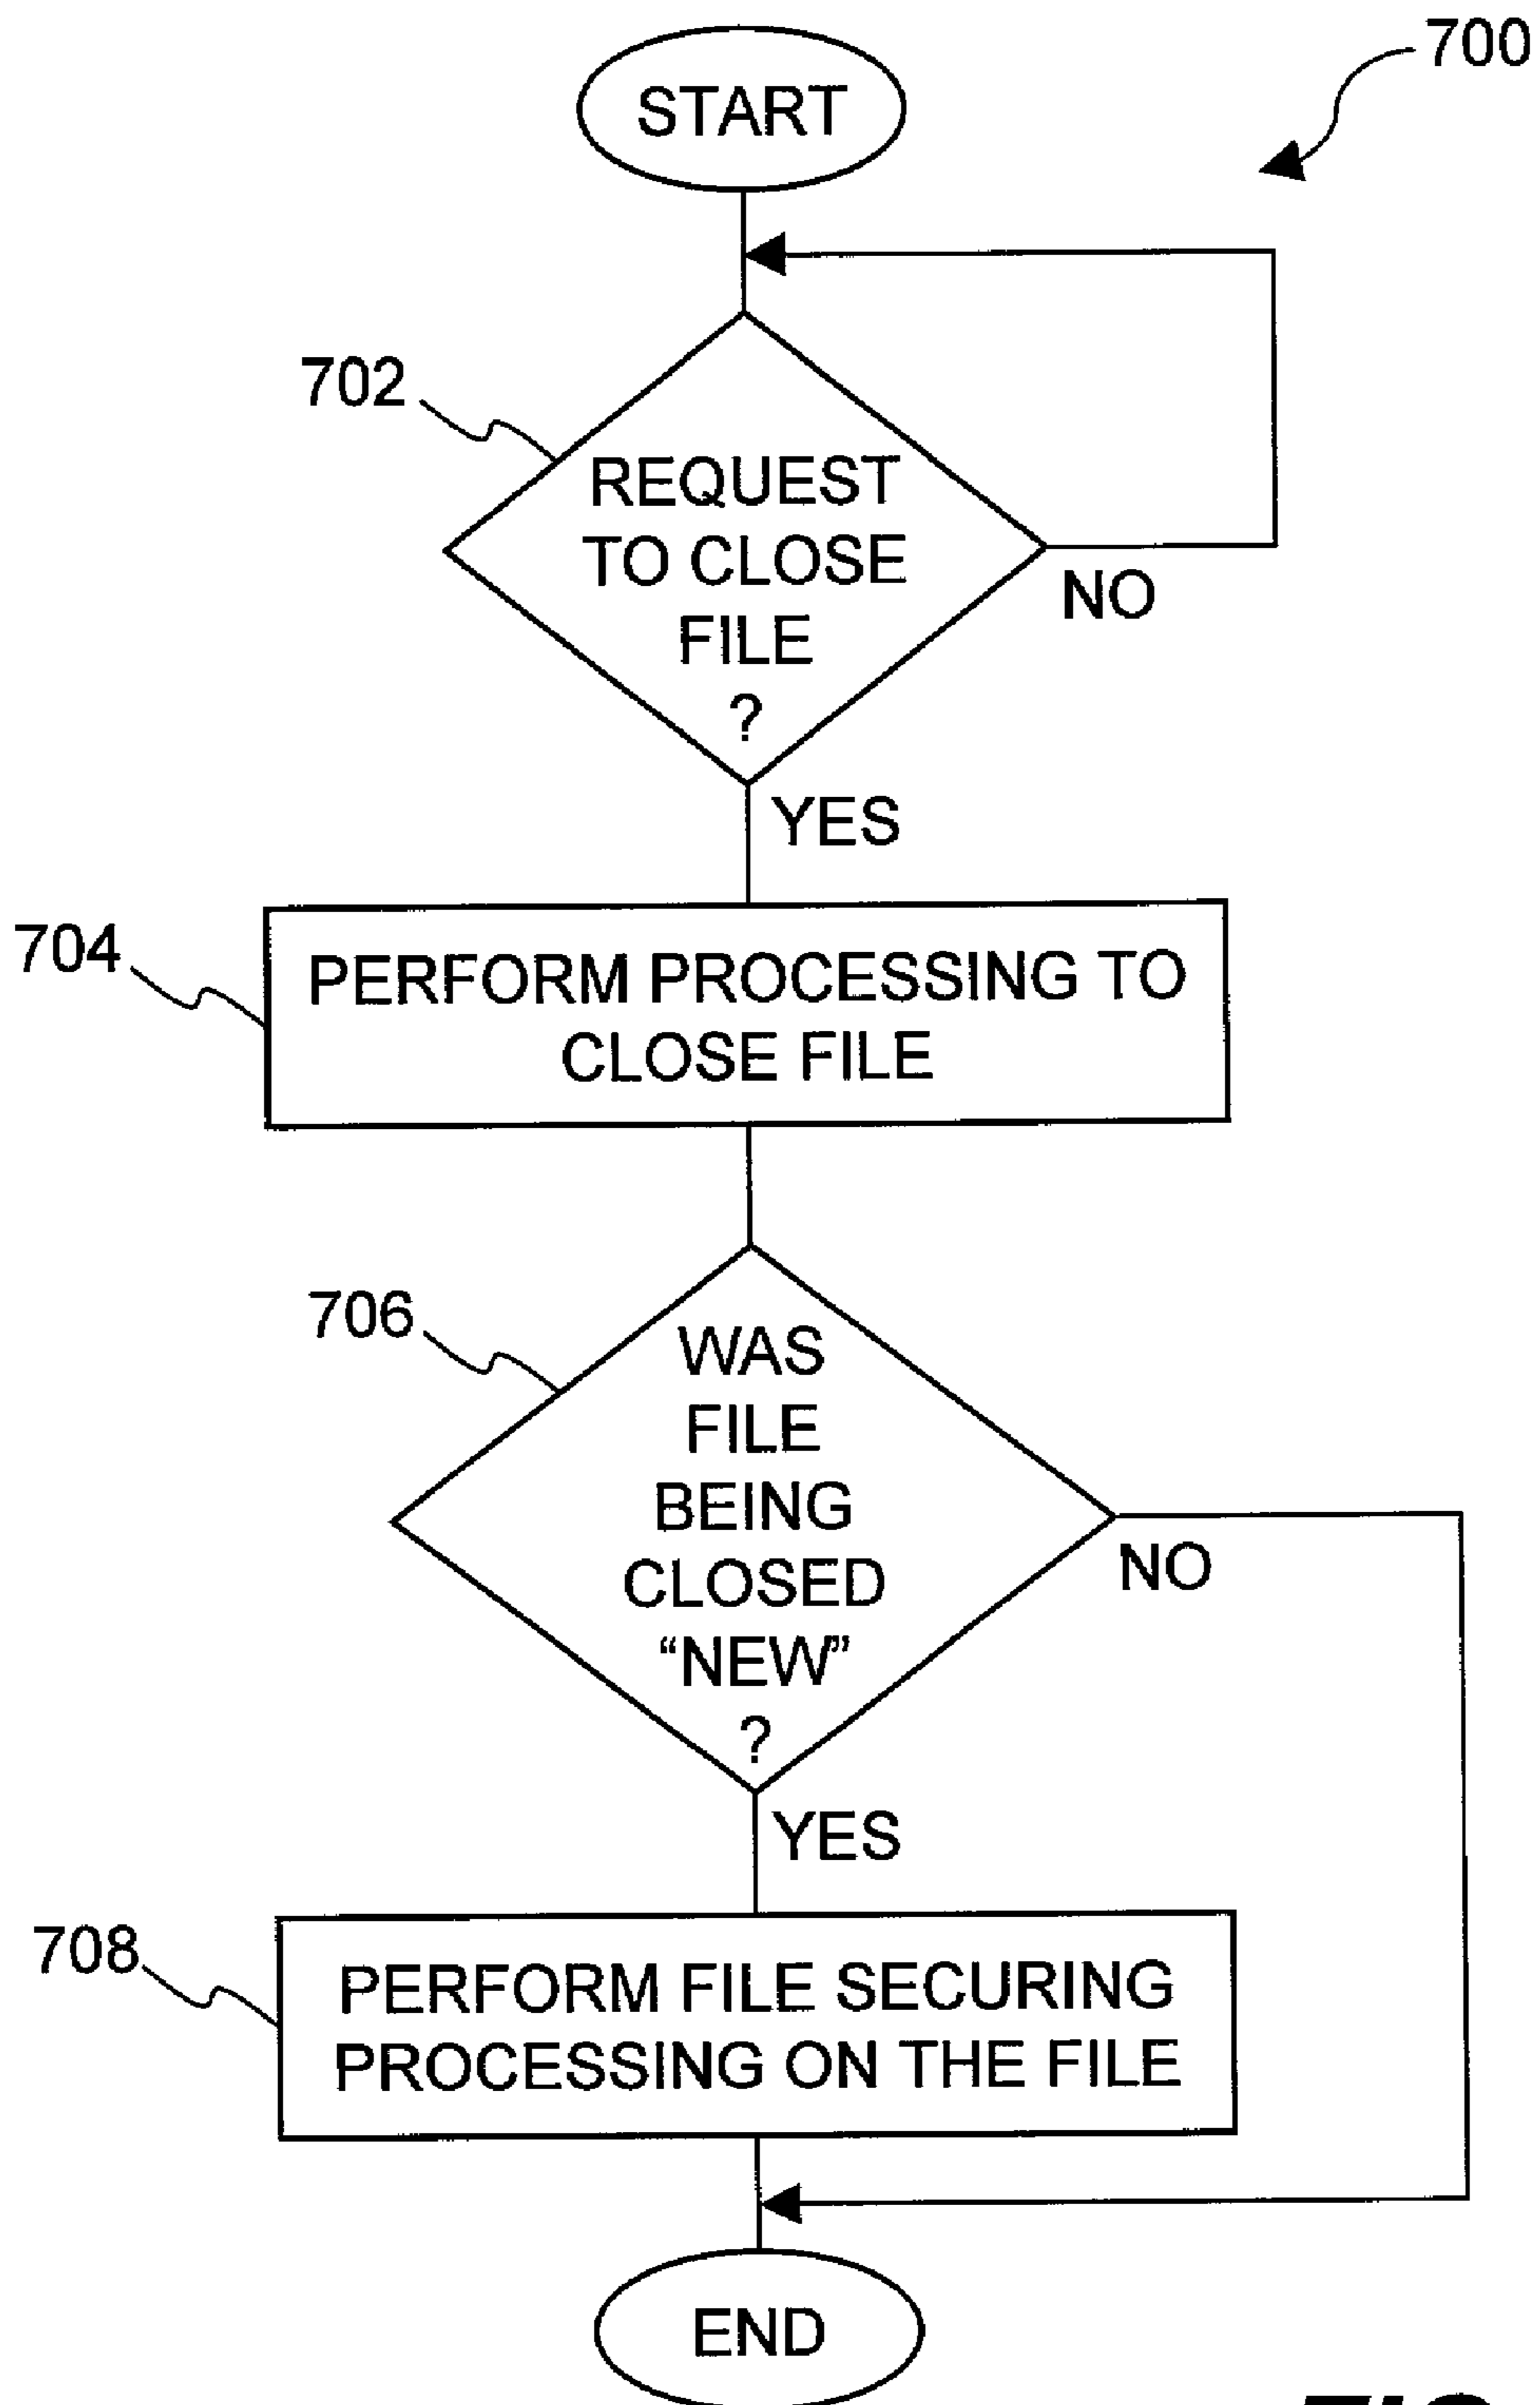 700
START
702
REQUEST
TO CLOSE
FILE
?
NO
YES
704
PERFORM PROCESSING TO
CLOSE FILE
706
WAS
FILE
BEING
CLOSED
“NEW”
?
NO
YES
708
PERFORM FILE SECURING
PROCESSING ON THE FILE
END